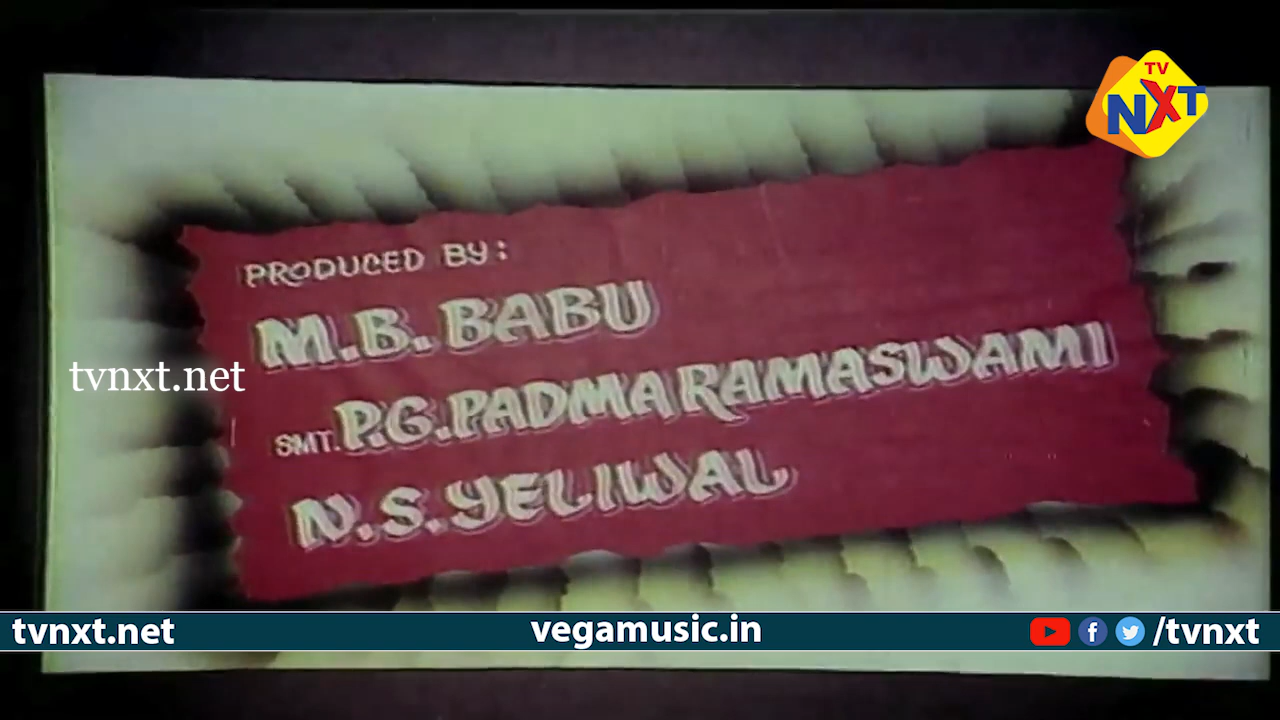 TV
NXT
PRODUCED BY:
M.B. BABU
tvnxt.net
SMT. P.G. PADMA RAMASWAMI
N.S. YELIWAL
tvnxt.net
vegamusic.in
/tvnxt